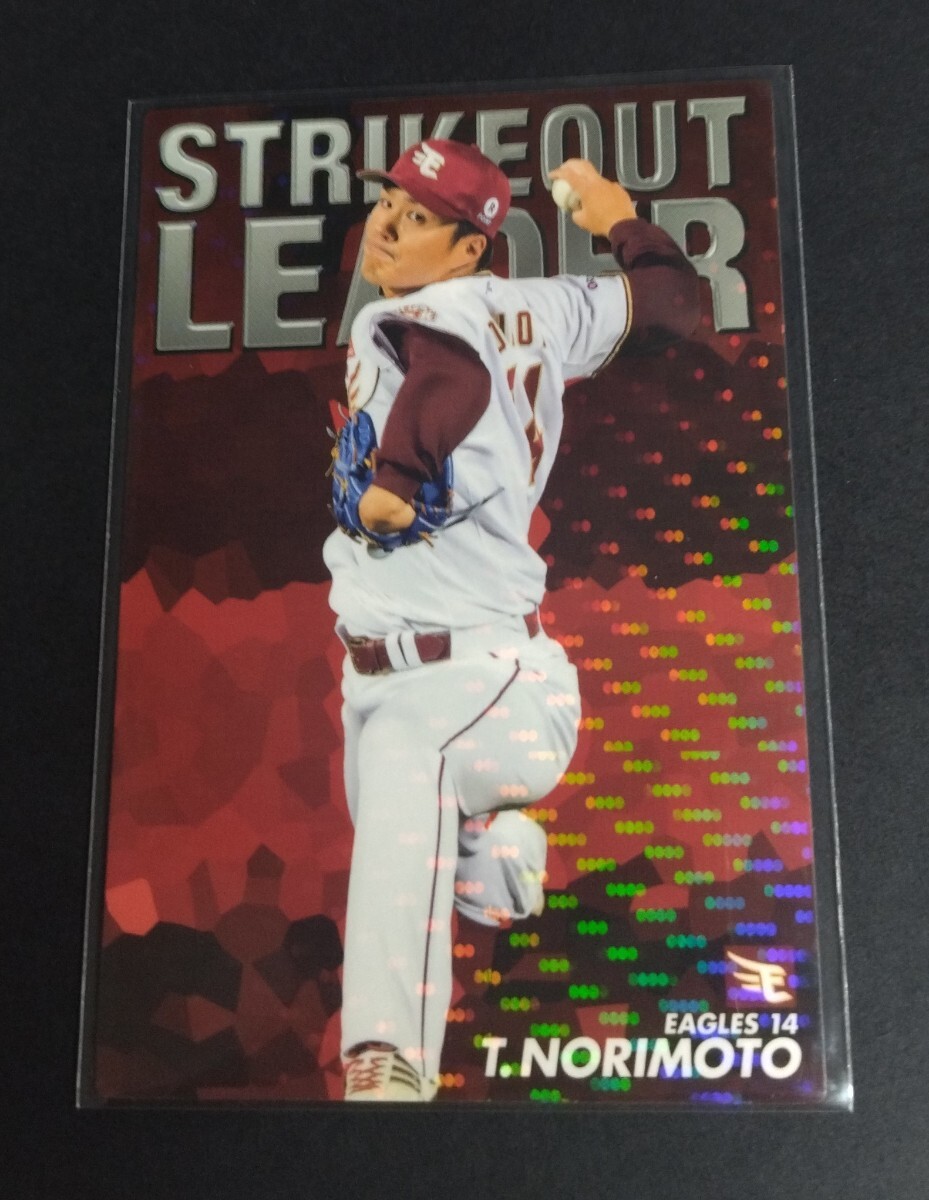 STRIKEOUT
LEADER
EAGLES 14
T. NORIMOTO